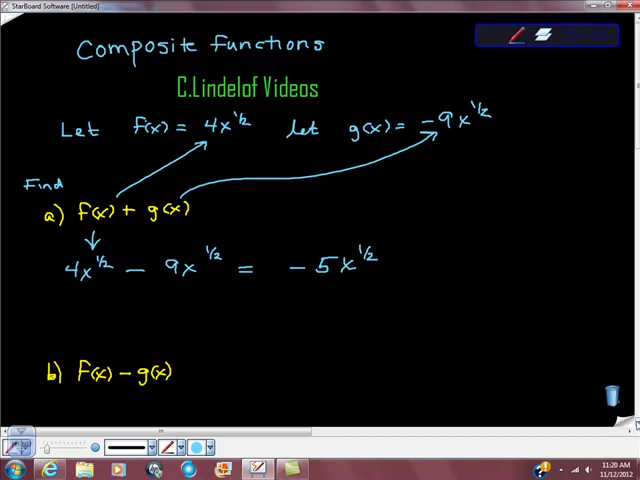 StarBoard Software [Untitled]
Composite Functions
C.Lindelof Videos
Let f(x) = 4x^1/2 let g(x) = -9x^1/2
Find
a) f(x) + g(x)
4x^1/2 - 9x^1/2 = -5x^1/2
b) f(x) - g(x)
11:20 AM
11/12/2012